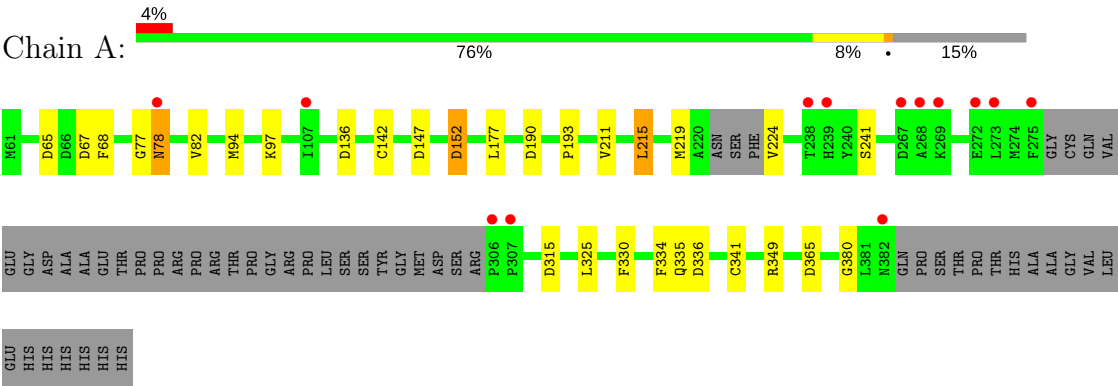 4%
Chain A:
76% 8% • 15%
M61 D65 D66 D67 F68 G77 N78 V82 M94 K97 I107 D136 C142 D147 D152 L177 D190 P193 V211 L215 M219 A220 ASN SER PHE V224 T238 H239 Y240 S241 D267 A268 K269 E272 L273 M274 F275 GLY CYS GLN VAL
GLU GLY ASP ALA ALA GLU THR PRO PRO ARG PRO ARG THR PRO GLY ARG PRO LEU SER SER TYR GLY MET ASP SER ARG P306 P307 D315 L325 F330 F334 Q335 D336 C341 R349 D365 G380 L381 N382 GLN PRO SER THR PRO THR HIS ALA ALA GLY VAL LEU
GLU HIS HIS HIS HIS HIS HIS